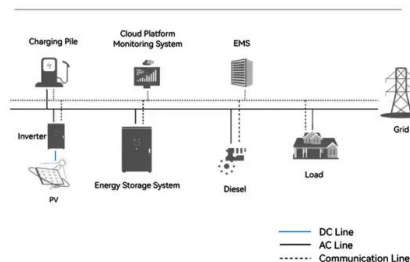 Charging Pile
Cloud Platform
Monitoring System
EMS
Inverter
Grid
PV
Energy Storage System
Diesel
Load
DC Line
AC Line
Communication Line